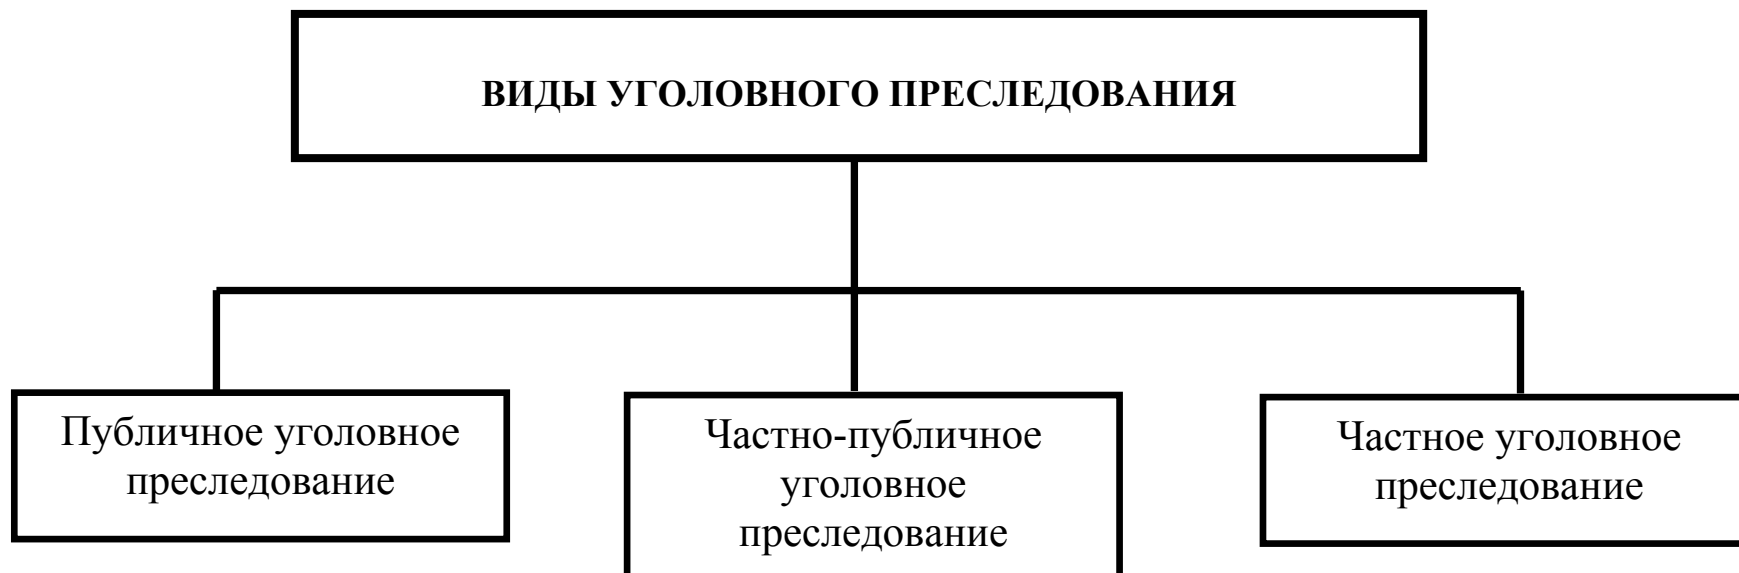 ВИДЫ УГОЛОВНОГО ПРЕСЛЕДОВАНИЯ
Публичное уголовное
преследование
Частно-публичное
уголовное
преследование
Частное уголовное
преследование